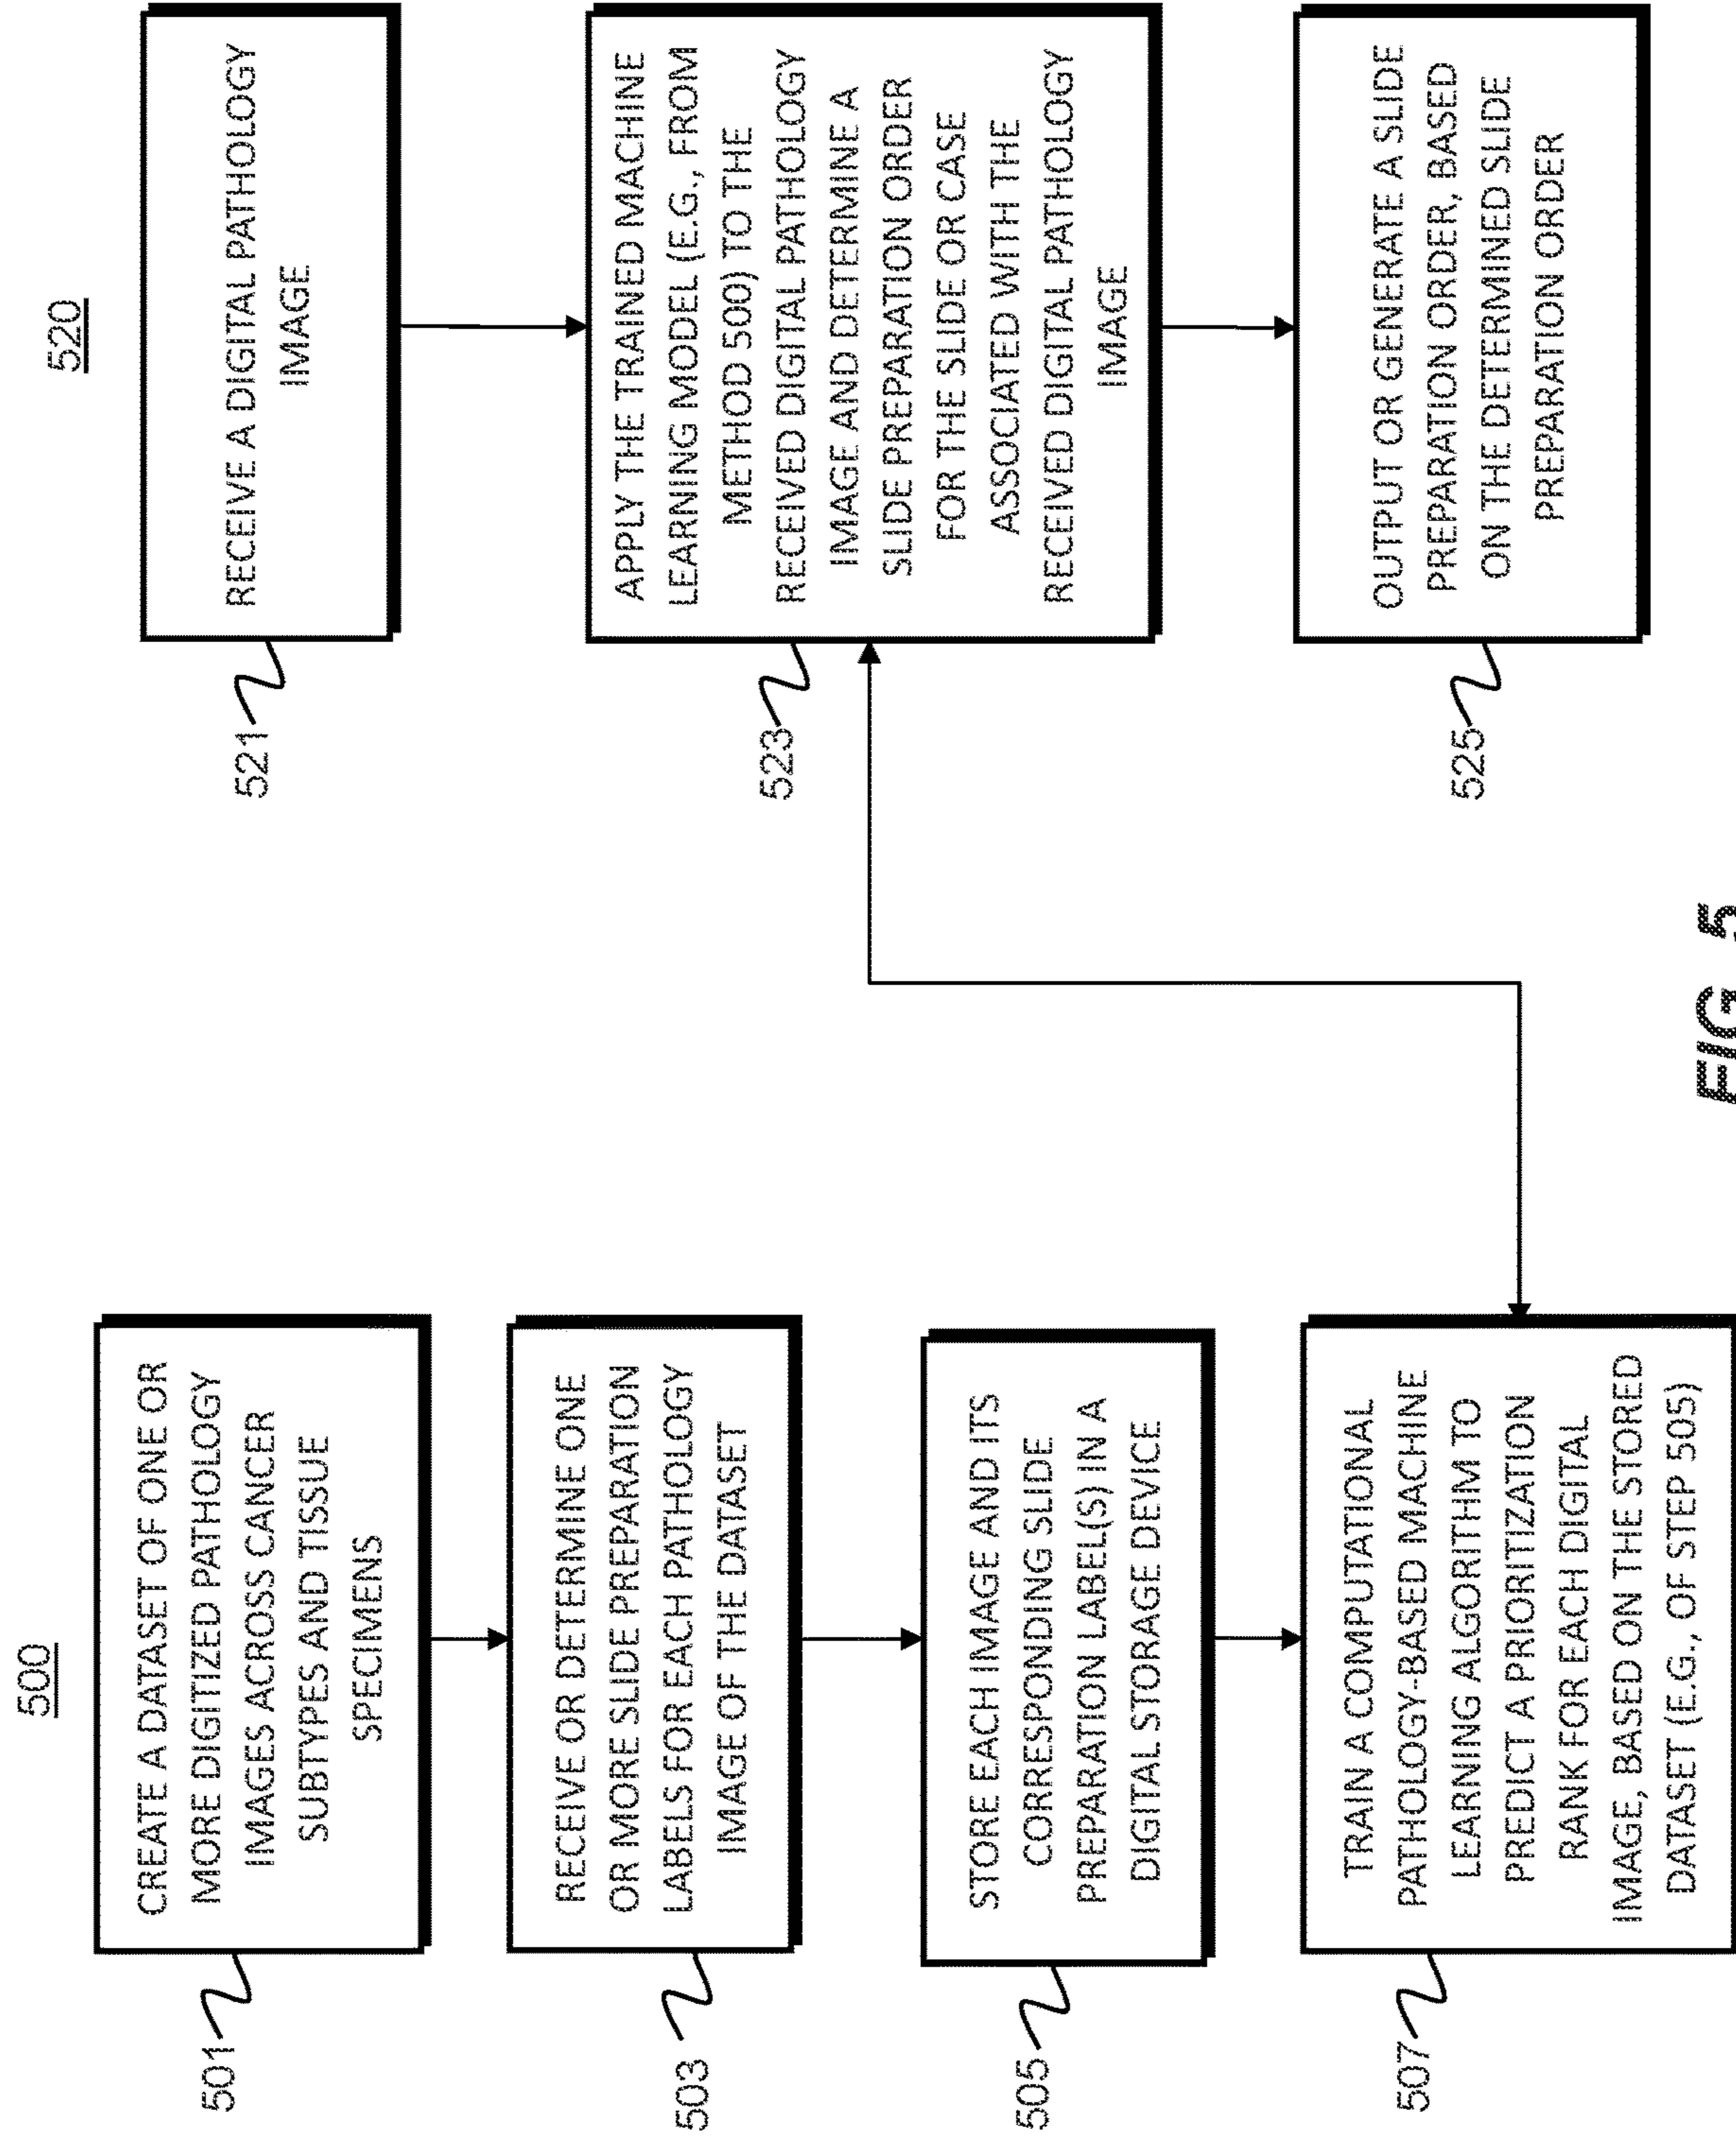 500
501
CREATE A DATASET OF ONE OR
MORE DIGITIZED PATHOLOGY
IMAGES ACROSS CANCER
SUBTYPES AND TISSUE
SPECIMENS
503
RECEIVE OR DETERMINE ONE
OR MORE SLIDE PREPARATION
LABELS FOR EACH PATHOLOGY
IMAGE OF THE DATASET
505
STORE EACH IMAGE AND ITS
CORRESPONDING SLIDE
PREPARATION LABEL(S) IN A
DIGITAL STORAGE DEVICE
507
TRAIN A COMPUTATIONAL
PATHOLOGY-BASED MACHINE
LEARNING ALGORITHM TO
PREDICT A PRIORITIZATION
RANK FOR EACH DIGITAL
IMAGE, BASED ON THE STORED
DATASET (E.G., OF STEP 505)
520
521
RECEIVE A DIGITAL PATHOLOGY
IMAGE
523
APPLY THE TRAINED MACHINE
LEARNING MODEL (E.G., FROM
METHOD 500) TO THE
RECEIVED DIGITAL PATHOLOGY
IMAGE AND DETERMINE A
SLIDE PREPARATION ORDER
FOR THE SLIDE OR CASE
ASSOCIATED WITH THE
RECEIVED DIGITAL PATHOLOGY
IMAGE
525
OUTPUT OR GENERATE A SLIDE
PREPARATION ORDER, BASED
ON THE DETERMINED SLIDE
PREPARATION ORDER
FIG. 5